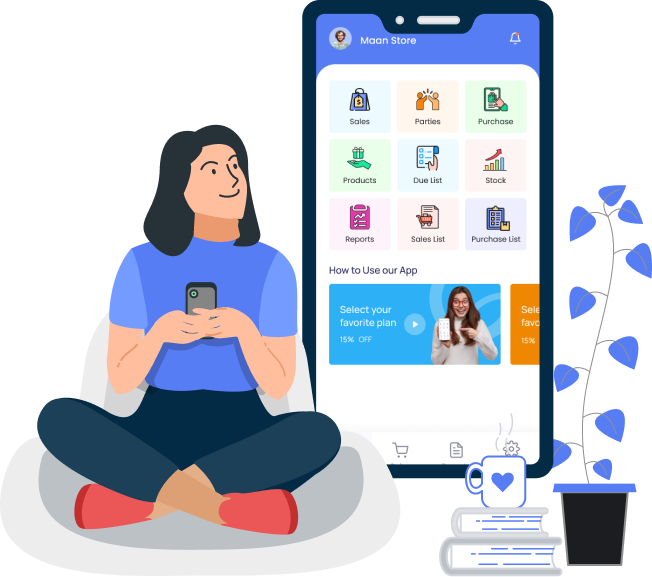 Maan Store
Sales
Parties
Purchase
Products
Due List
Stock
Reports
Sales List
Purchase List
How to Use our App
Select your
favorite plan
15% OFF
Sele
favo
15%